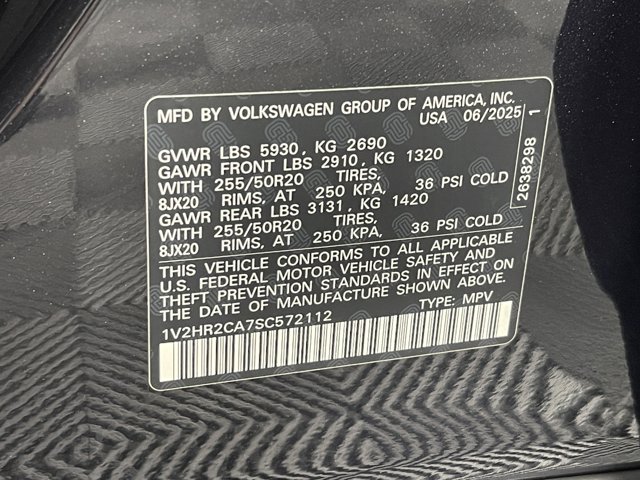 MFD BY VOLKSWAGEN GROUP OF AMERICA, INC.
USA 06/2025
GVWR LBS 5930, KG 2690
GAWR FRONT LBS 2910, KG 1320
WITH 255/50R20 TIRES,
8JX20 RIMS, AT 250 KPA, 36 PSI COLD
GAWR REAR LBS 3131, KG 1420
WITH 255/50R20 TIRES,
8JX20 RIMS, AT 250 KPA, 36 PSI COLD
THIS VEHICLE CONFORMS TO ALL APPLICABLE
U.S. FEDERAL MOTOR VEHICLE SAFETY AND
THEFT PREVENTION STANDARDS IN EFFECT ON
THE DATE OF MANUFACTURE SHOWN ABOVE.
1V2HR2CA7SC572112 TYPE: MPV
2638298 1